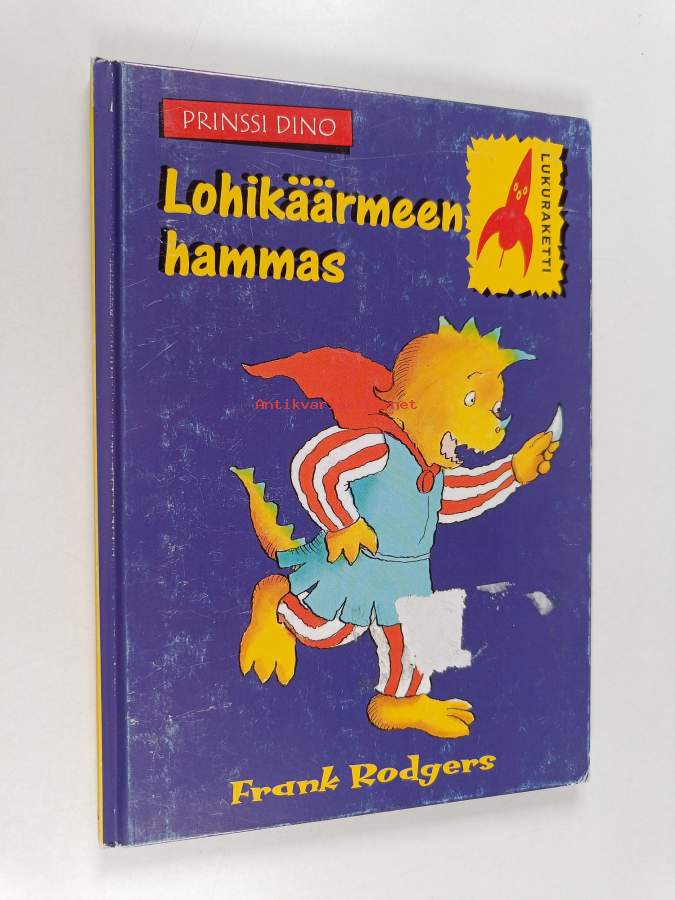 PRINSSI DINO
Lohikäärmeen
hammas
LUKURAKETTI
Frank Rodgers